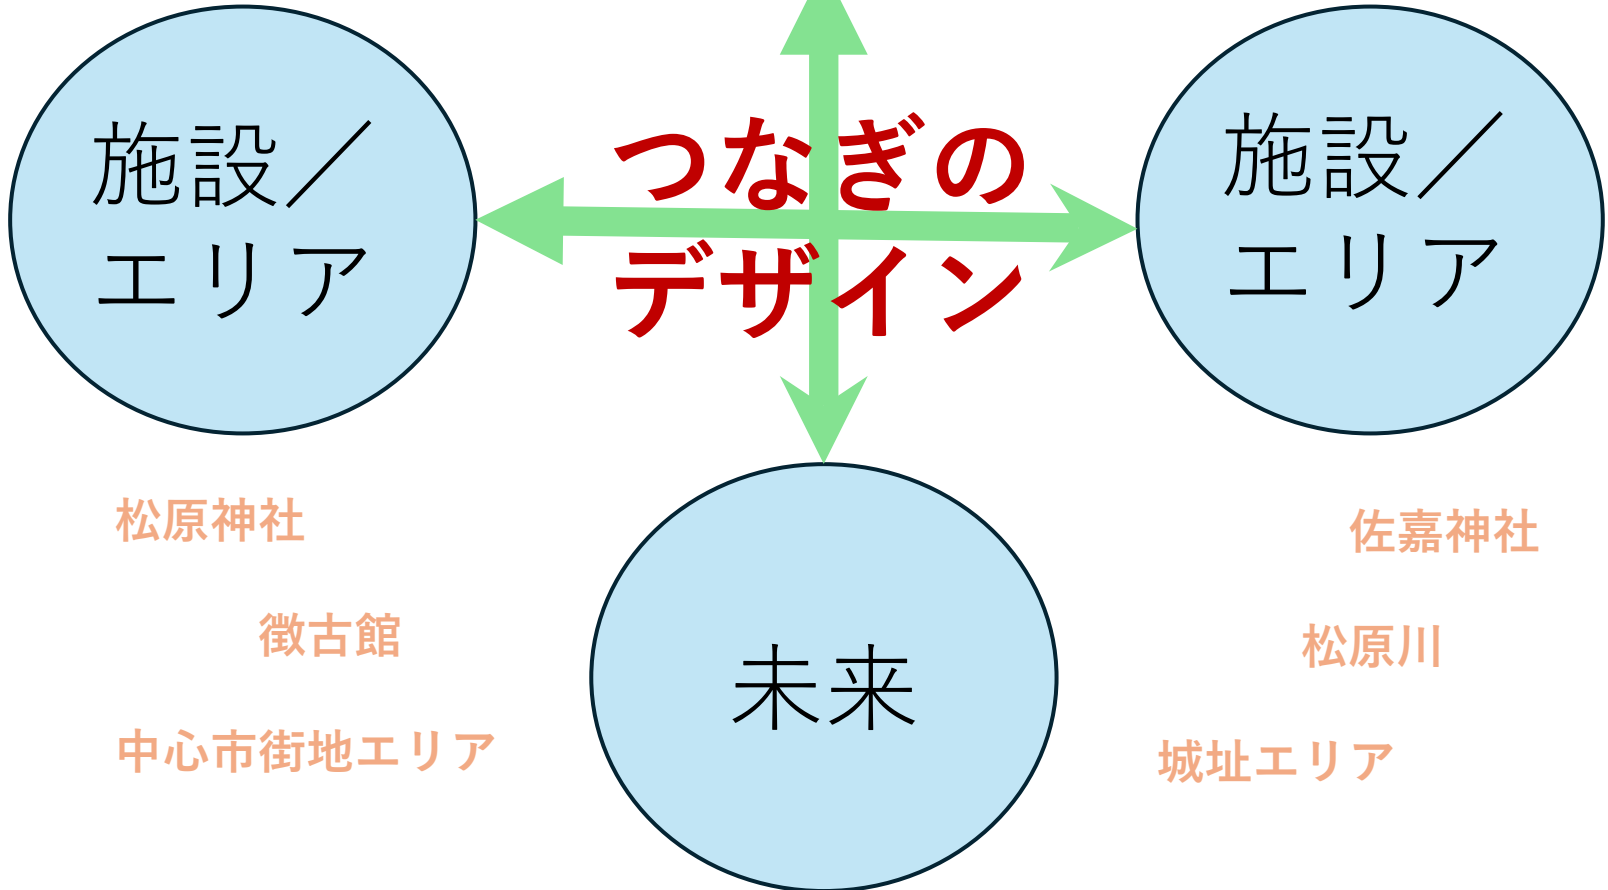 施設／
エリア
つなぎの
デザイン
施設／
エリア
松原神社
徴古館
中心市街地エリア
未来
佐嘉神社
松原川
城址エリア